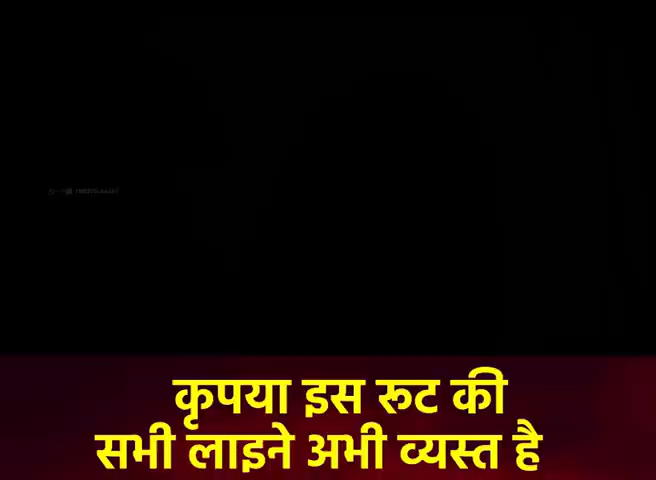 कृपया इस रूट की
सभी लाइने अभी व्यस्त है